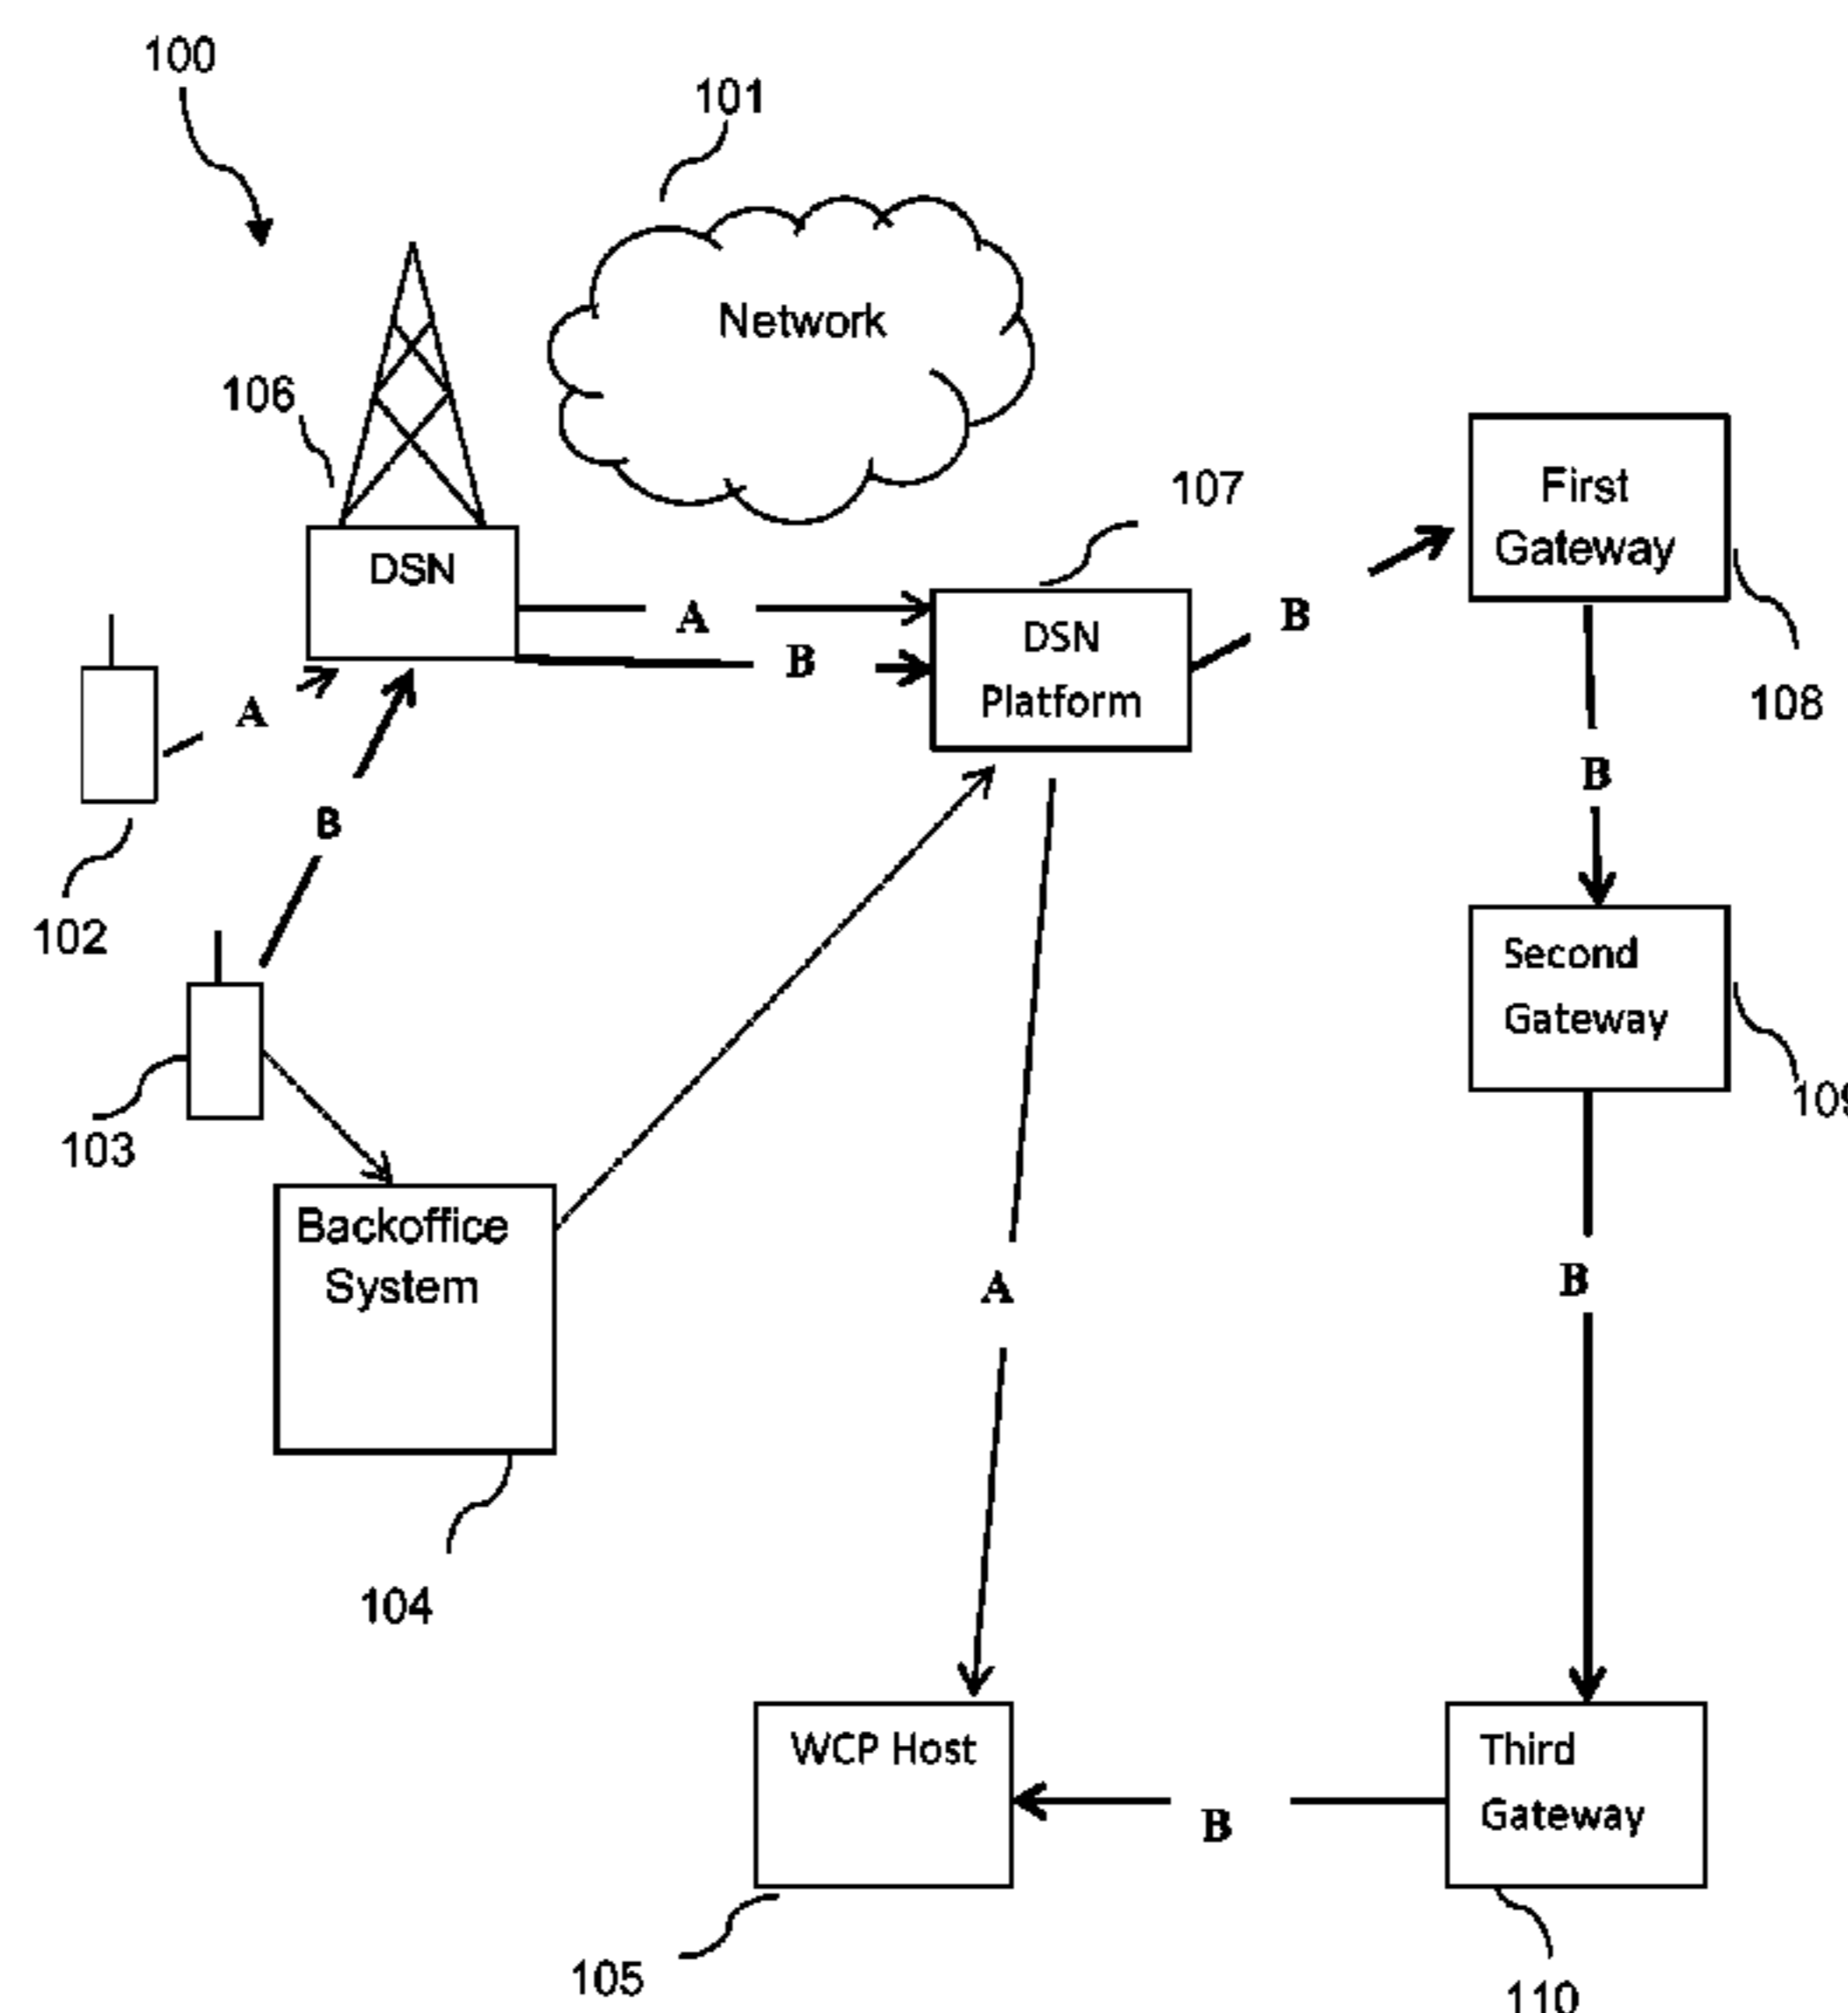 100
101
Network
106
DSN
107
First
Gateway
A
B
DSN
Platform
B
108
A
B
102
B
Second
Gateway
109
103
Backoffice
System
A
B
104
WCP Host
Third
Gateway
B
105
110